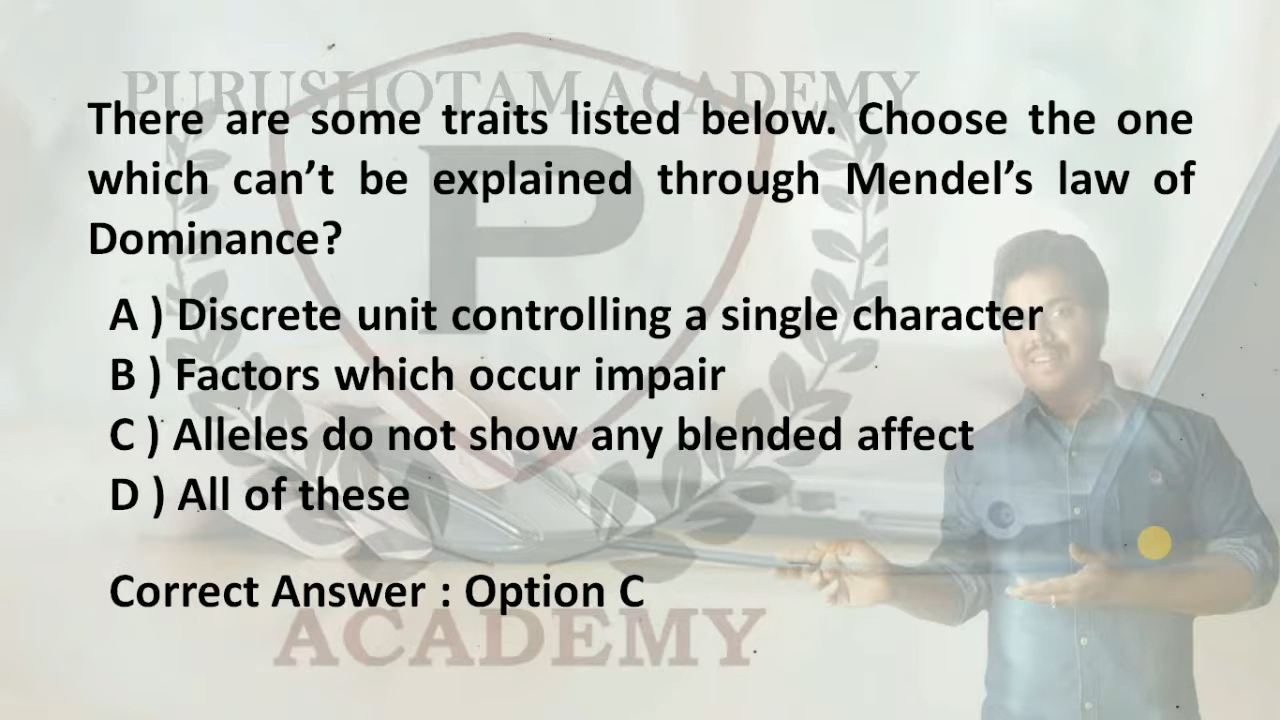 PURUSHOTAM ACADEMY
There are some traits listed below. Choose the one
which can’t be explained through Mendel’s law of
Dominance?
A ) Discrete unit controlling a single character
B ) Factors which occur impair
C ) Alleles do not show any blended affect
D ) All of these
Correct Answer : Option C
P
ACADEMY